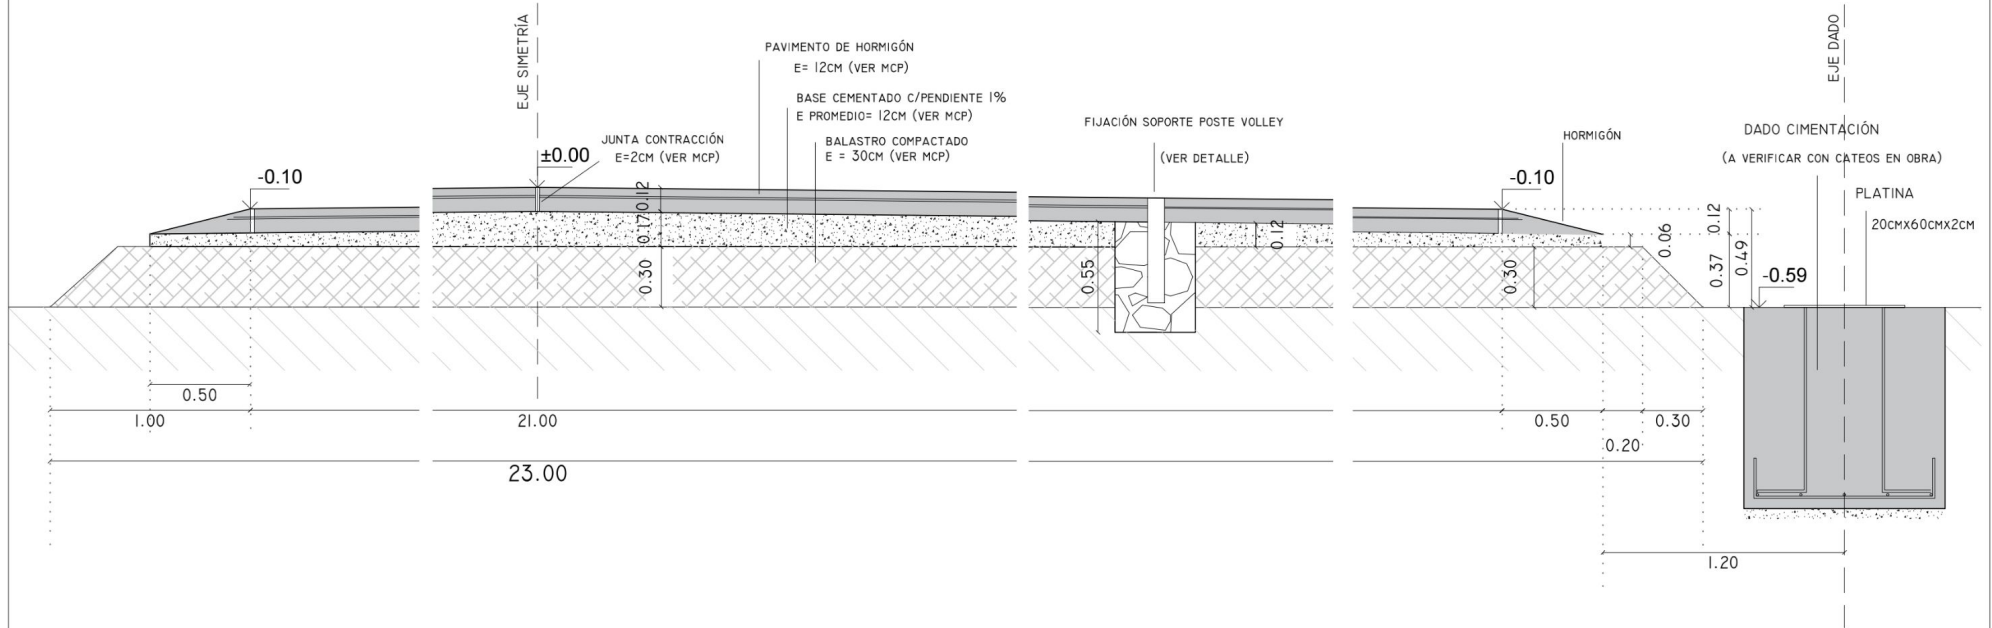 EJE SIMETRÍA
EJE DADO
PAVIMENTO DE HORMIGÓN
E= 12CM (VER MCP)
BASE CEMENTADO C/PENDIENTE 1%
E PROMEDIO= 12CM (VER MCP)
JUNTA CONTRACCIÓN
E=2CM (VER MCP)
BALASTRO COMPACTADO
E = 30CM (VER MCP)
FIJACIÓN SOPORTE POSTE VOLLEY
(VER DETALLE)
HORMIGÓN
DADO CIMENTACIÓN
(A VERIFICAR CON CATEOS EN OBRA)
PLATINA
20CMX60CMX2CM
±0.00
-0.10
-0.10
-0.59
0.12
0.17
0.30
0.55
0.12
0.30
0.06
0.12
0.37
0.49
0.50
1.00
21.00
0.50
0.30
0.20
23.00
1.20